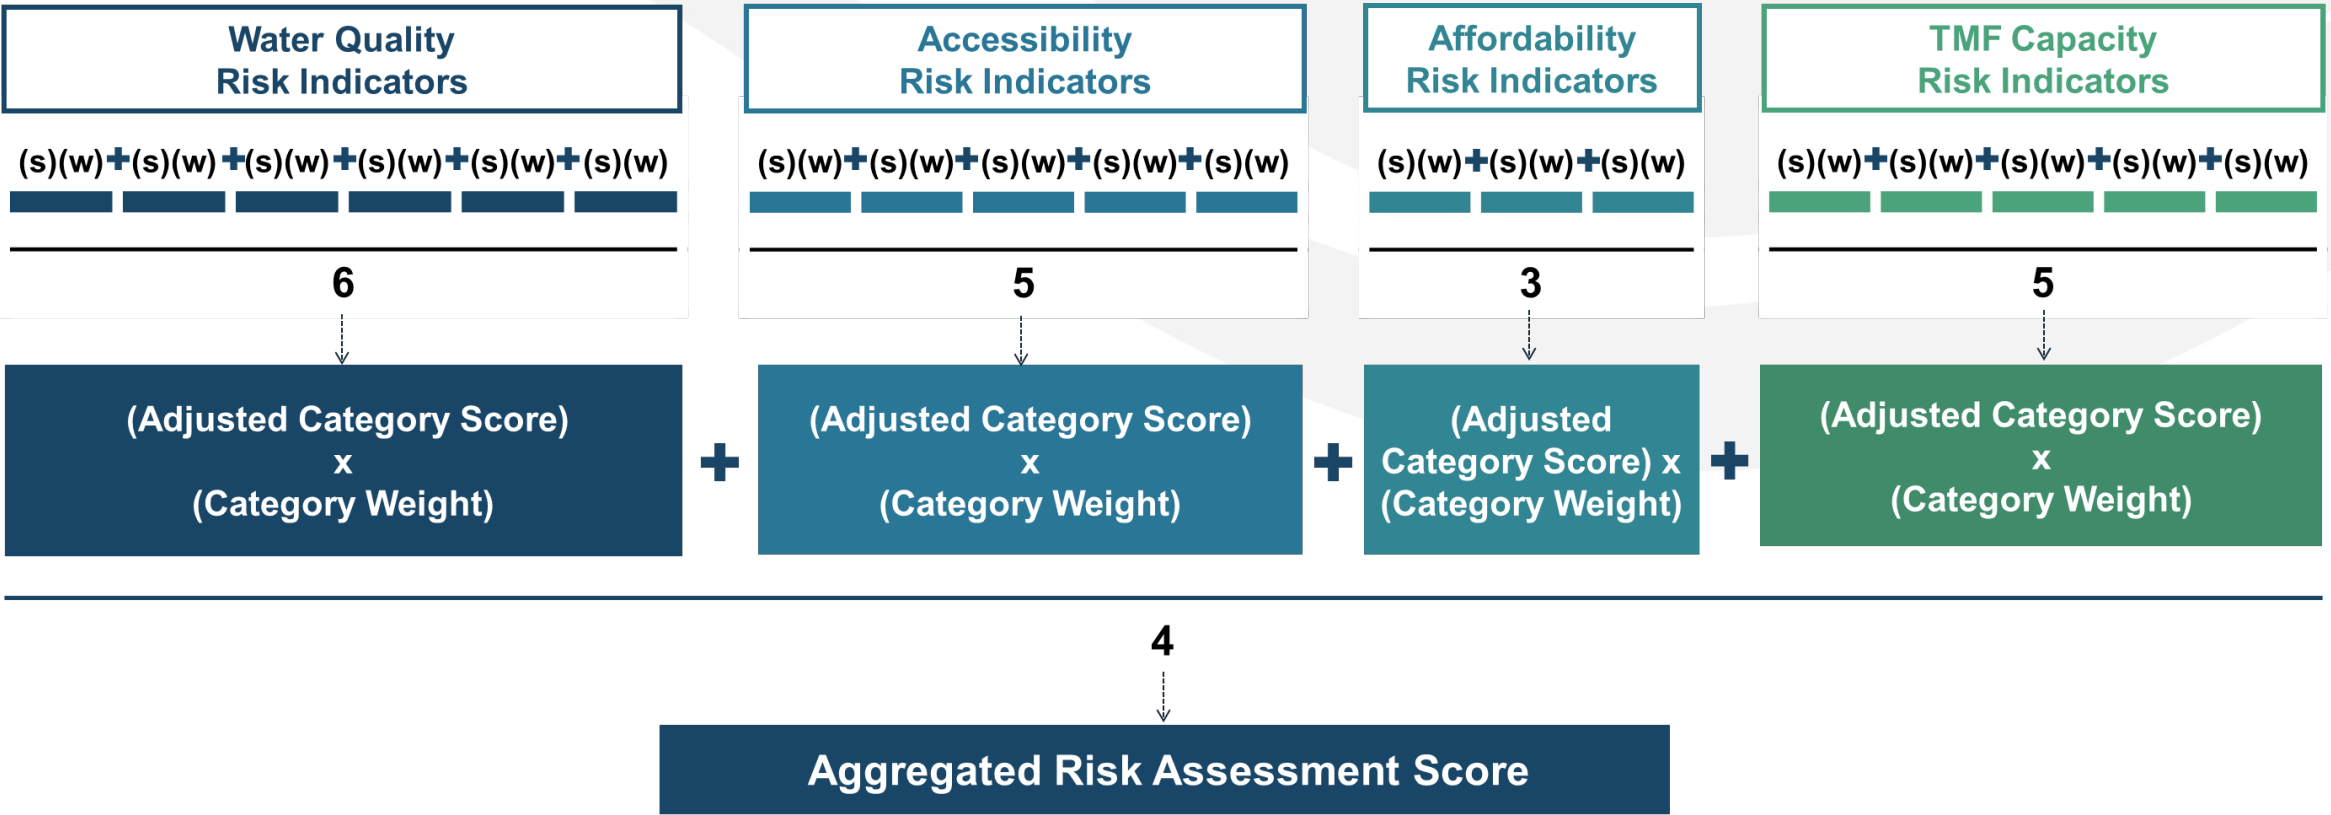 Water Quality
Risk Indicators
(s)(w)+(s)(w)+(s)(w)+(s)(w)+(s)(w)+(s)(w)
6
Accessibility
Risk Indicators
(s)(w)+(s)(w)+(s)(w)+(s)(w)+(s)(w)
5
Affordability
Risk Indicators
(s)(w)+(s)(w)+(s)(w)
3
TMF Capacity
Risk Indicators
(s)(w)+(s)(w)+(s)(w)+(s)(w)+(s)(w)
5
(Adjusted Category Score)
x
(Category Weight)
+
(Adjusted Category Score)
x
(Category Weight)
+
(Adjusted
Category Score) x
(Category Weight)
+
(Adjusted Category Score)
x
(Category Weight)
4
Aggregated Risk Assessment Score